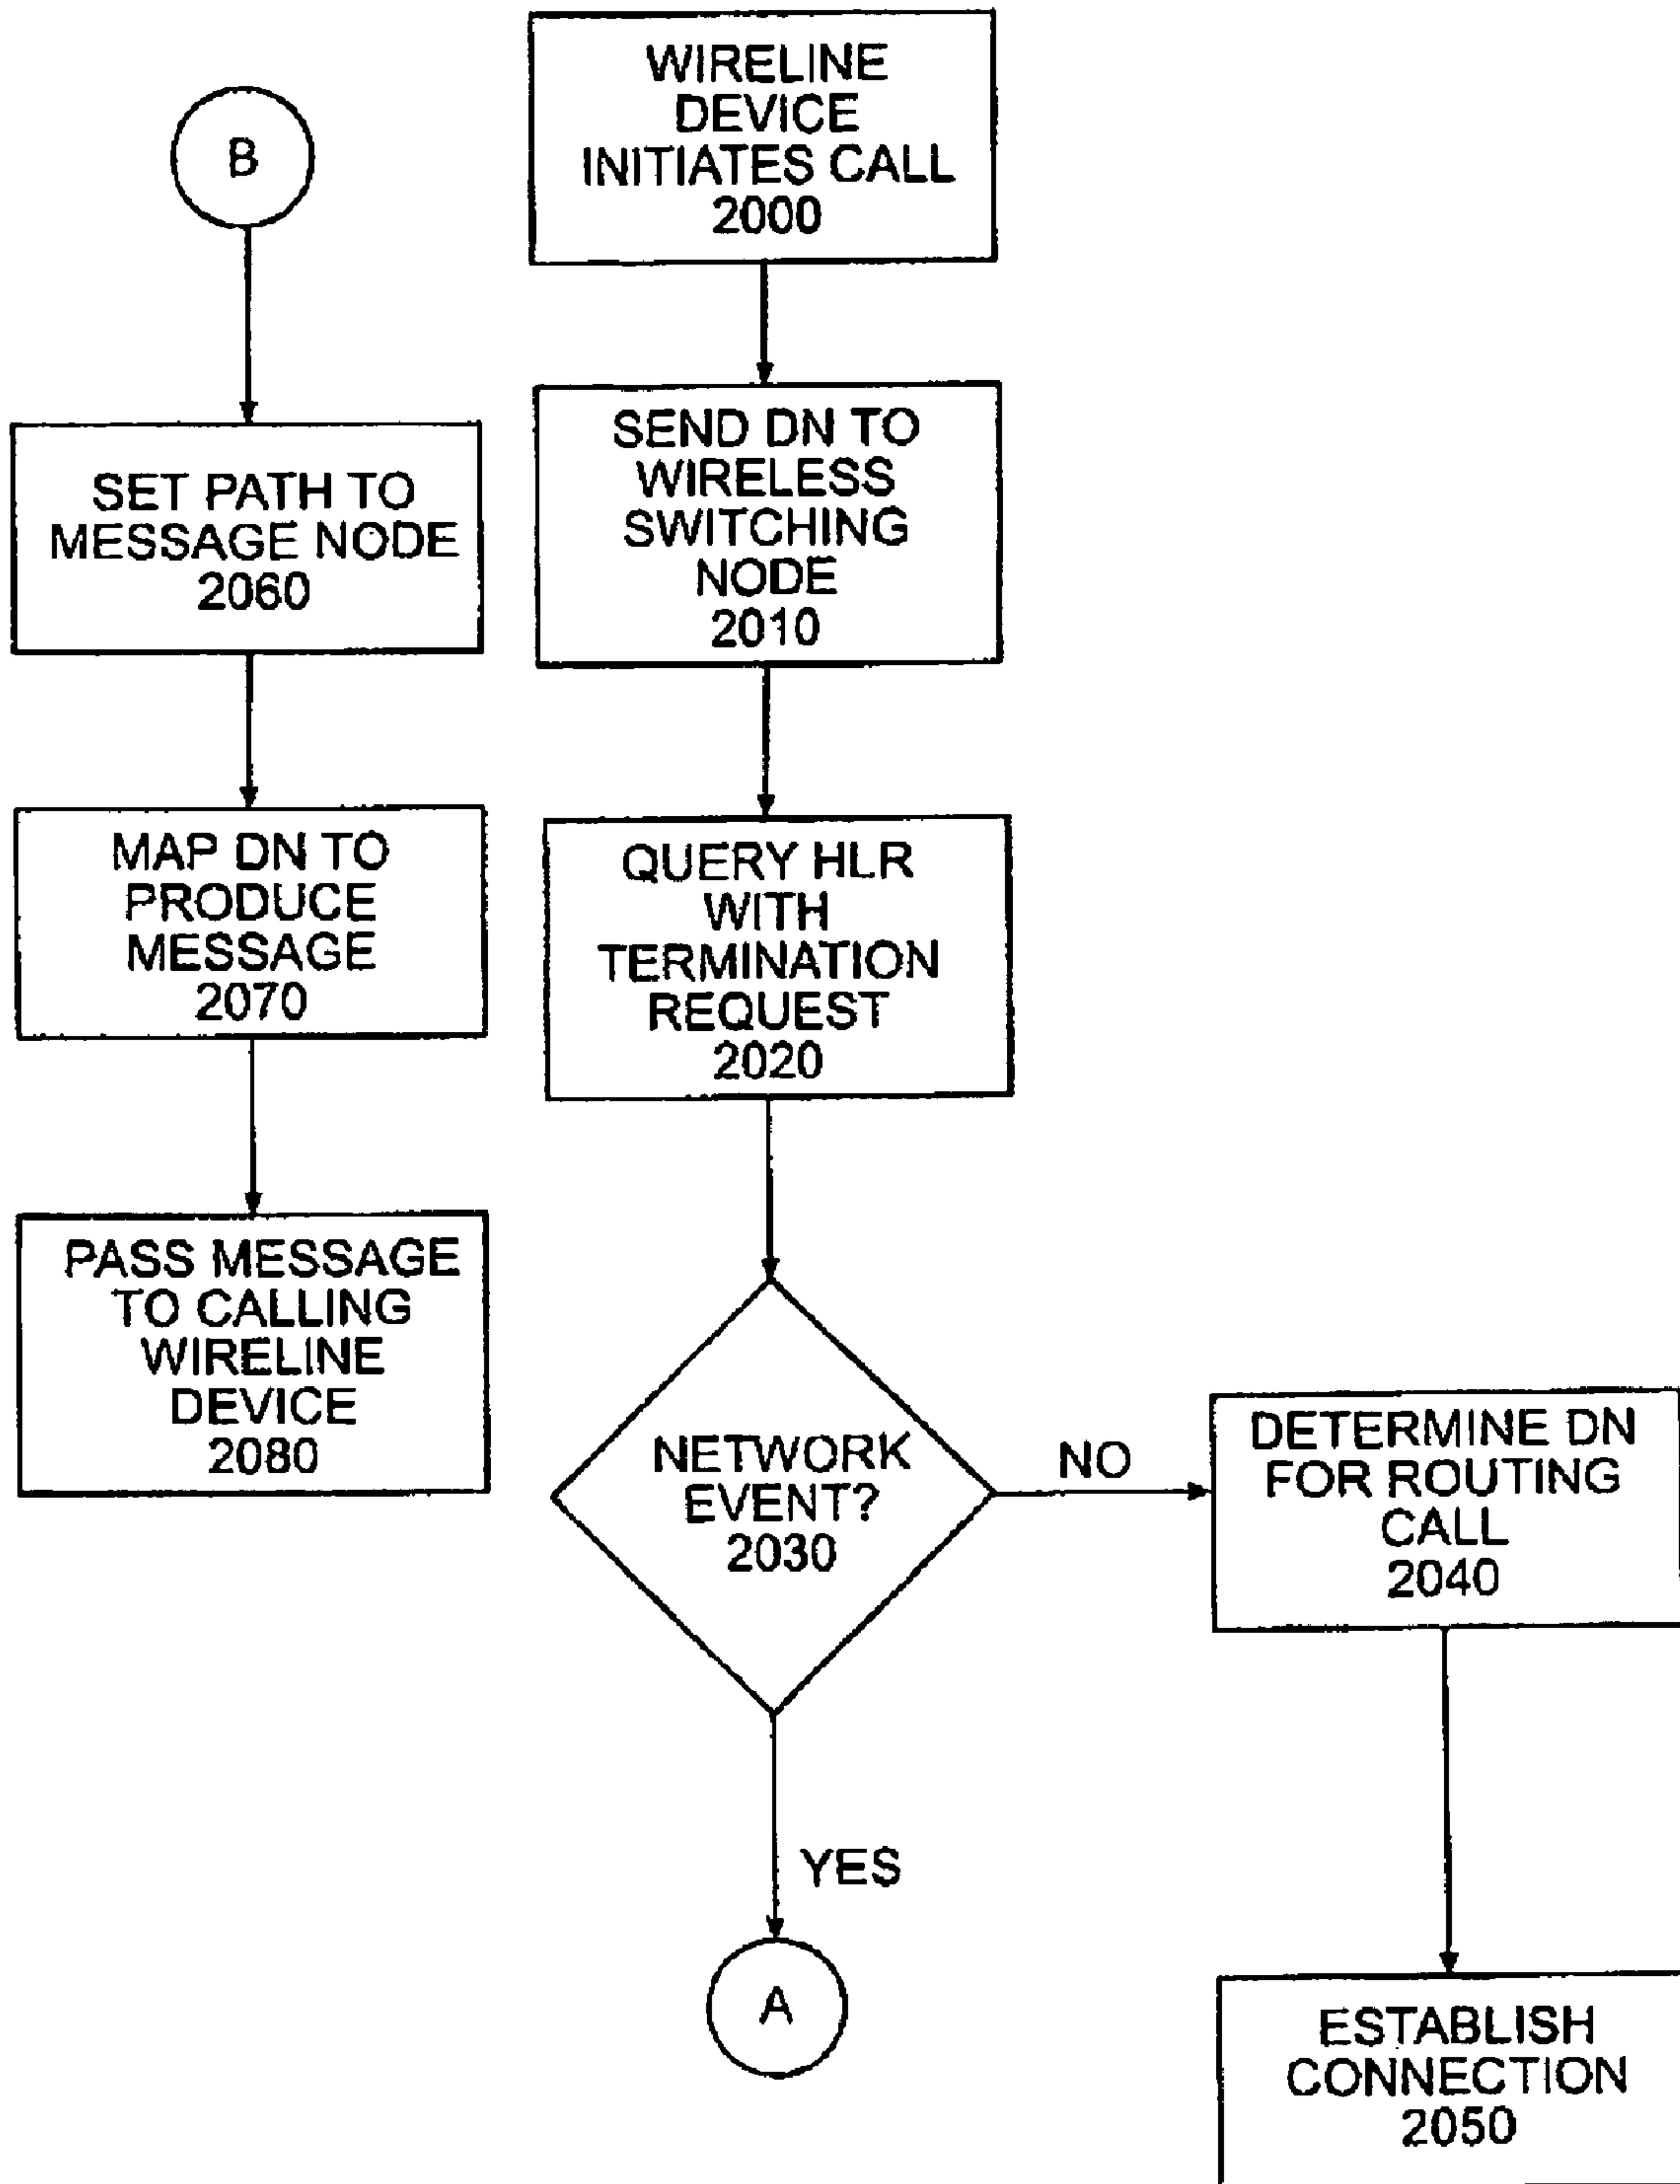 B
SET PATH TO
MESSAGE NODE
2060
MAP DN TO
PRODUCE
MESSAGE
2070
PASS MESSAGE
TO CALLING
WIRELINE
DEVICE
2080
WIRELINE
DEVICE
INITIATES CALL
2000
SEND DN TO
WIRELESS
SWITCHING
NODE
2010
QUERY HLR
WITH
TERMINATION
REQUEST
2020
NETWORK
EVENT?
2030
NO
YES
A
DETERMINE DN
FOR ROUTING
CALL
2040
ESTABLISH
CONNECTION
2050